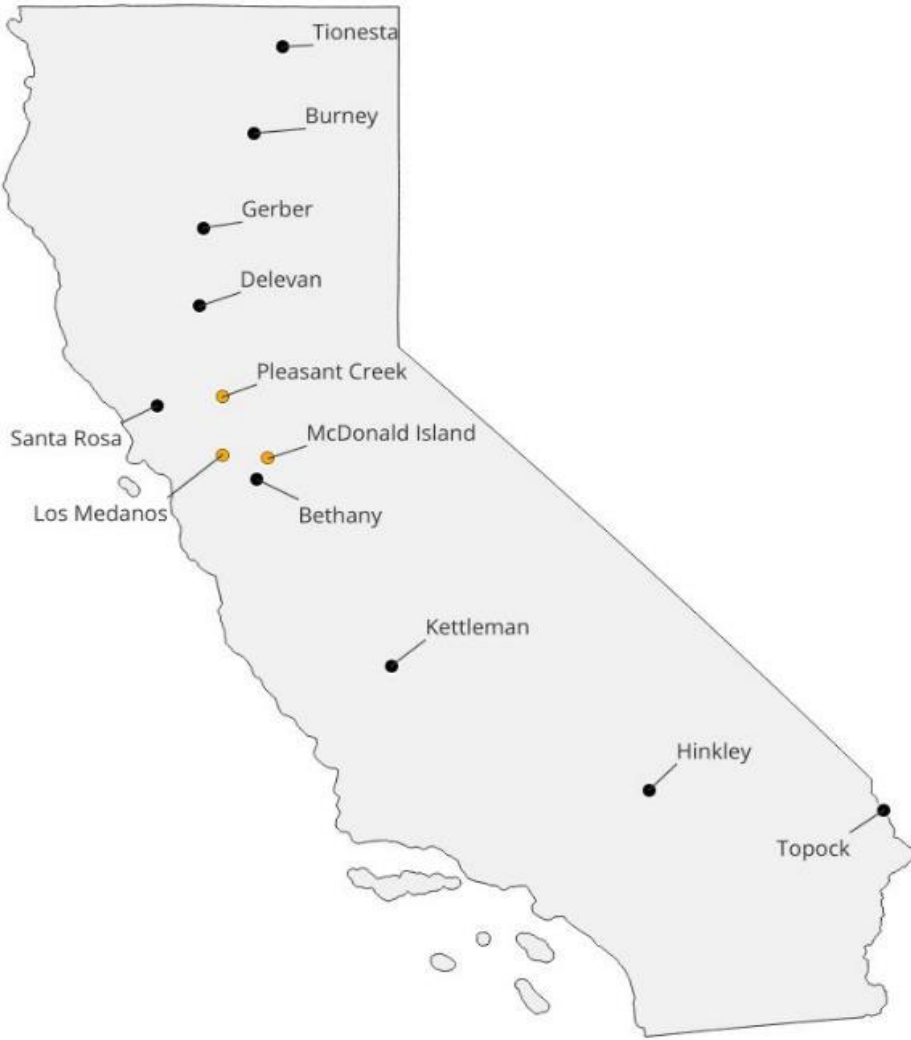 Tionesta
Burney
Gerber
Delevan
Pleasant Creek
Santa Rosa
McDonald Island
Los Medanos
Bethany
Kettleman
Hinkley
Topock